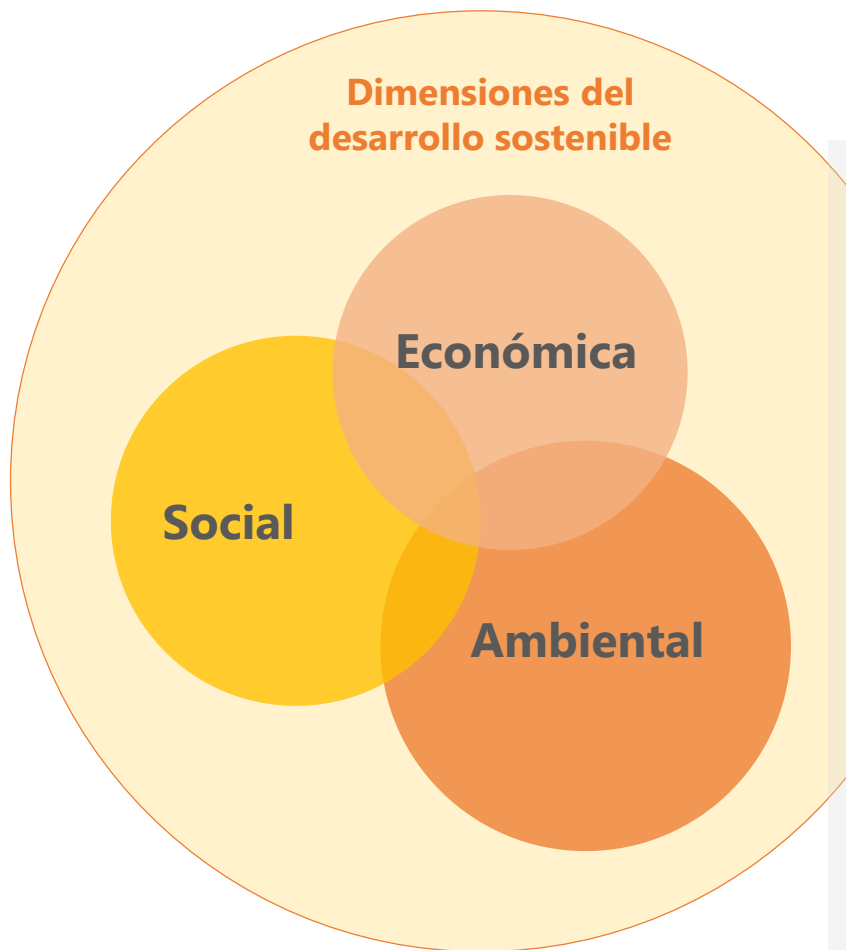 Dimensiones del
desarrollo sostenible
Económica
Social
Ambiental